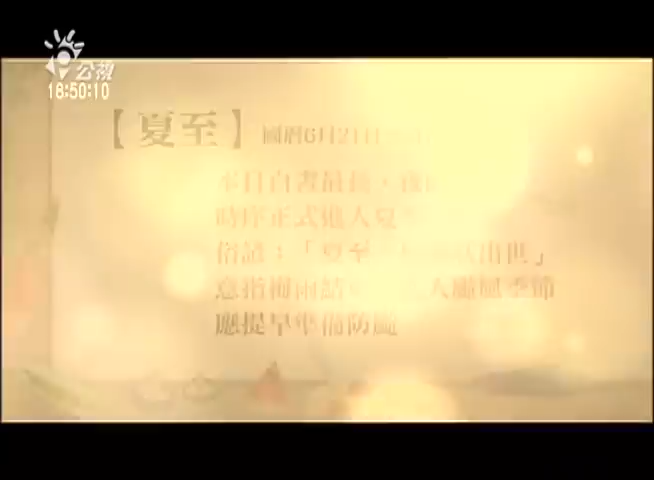 公視
18:50:10
【夏至】 國曆6月21日
本日白晝最長，
時序正式進入夏
俗諺：「夏至，　出世」
意指梅雨結　入颱風季節
應提早準備防颱